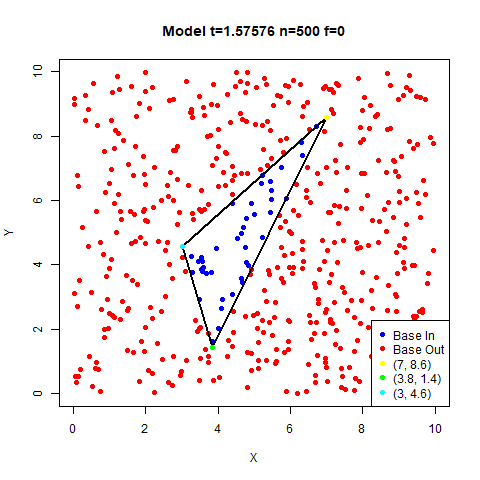 Model t=1.57576 n=500 f=0
10
8
6
4
2
0
Y
0 2 4 6 8 10
X
Base In
Base Out
(7, 8.6)
(3.8, 1.4)
(3, 4.6)